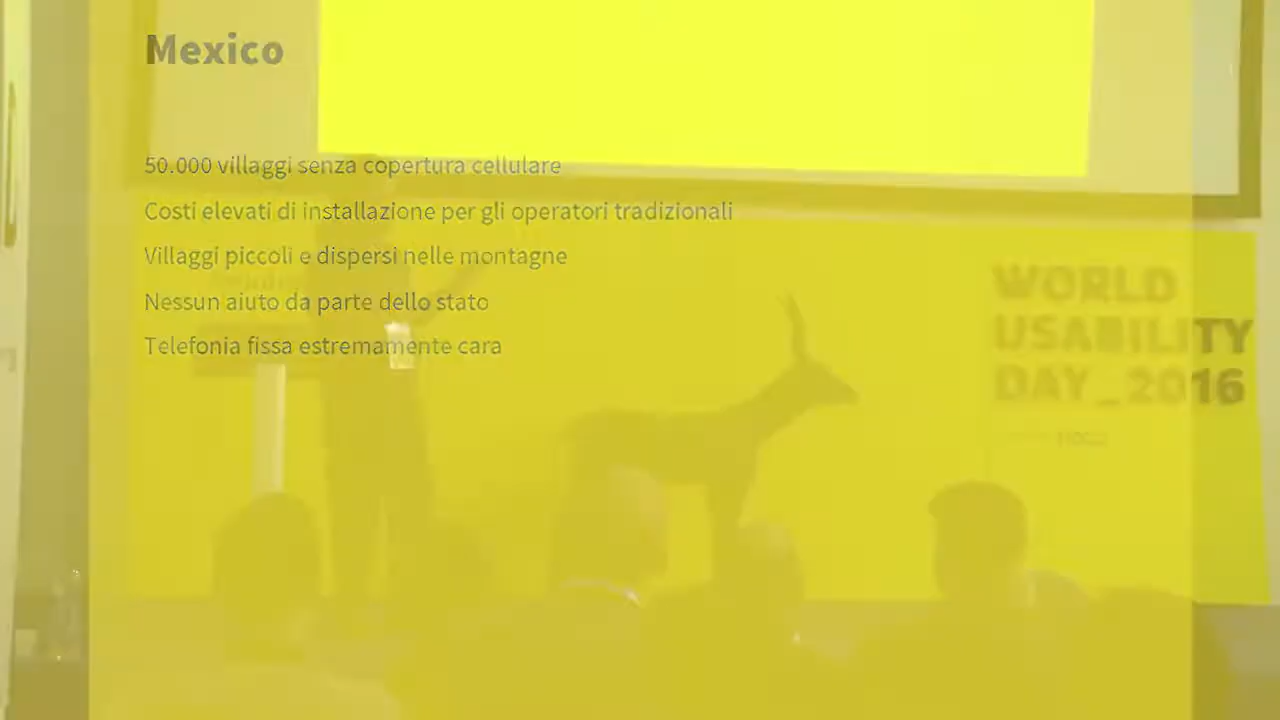 Mexico
50.000 villaggi senza copertura cellulare
Costi elevati di installazione per gli operatori tradizionali
Villaggi piccoli e dispersi nelle montagne
Nessun aiuto da parte dello stato
Telefonia fissa estremamente cara
WORLD
USABILITY
DAY_2016